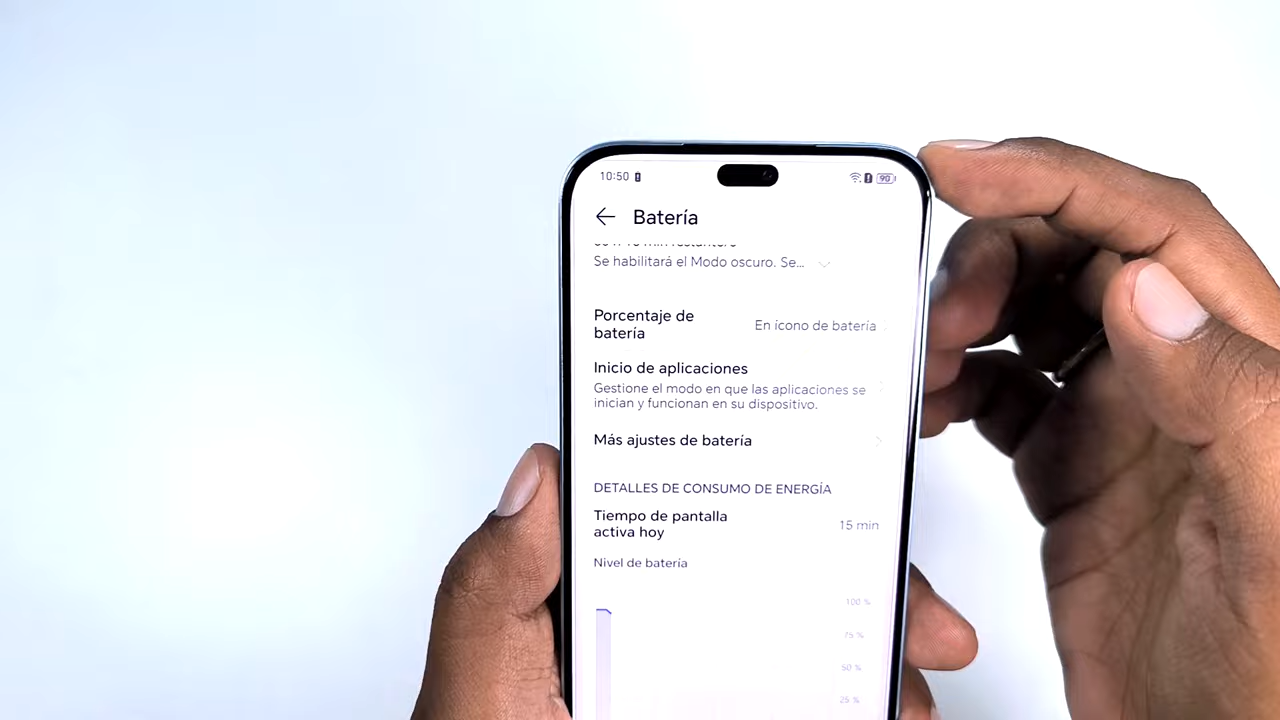 10:50
90
Batería
Se habilitará el Modo oscuro. Se...
Porcentaje de
batería
En ícono de batería
Inicio de aplicaciones
Gestione el modo en que las aplicaciones se
inician y funcionan en su dispositivo.
Más ajustes de batería
DETALLES DE CONSUMO DE ENERGÍA
Tiempo de pantalla
activa hoy
15 min
Nivel de batería
100 %
75 %
50 %
25 %